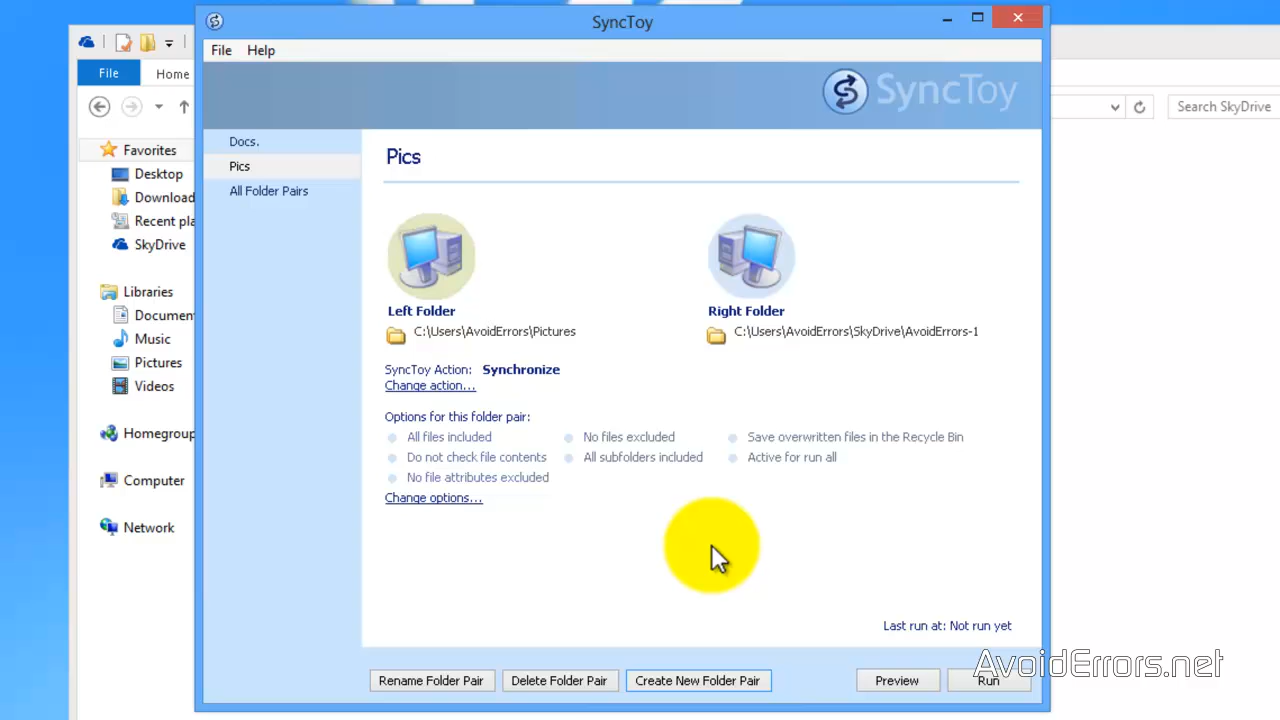 SyncToy
File Help
File Home
SyncToy
Search SkyDrive
Docs.
Pics
All Folder Pairs
Favorites
Desktop
Download
Recent pla
SkyDrive
Libraries
Documen
Music
Pictures
Videos
Homegroup
Computer
Network
Pics
Left Folder
C:\Users\AvoidErrors\Pictures
Right Folder
C:\Users\AvoidErrors\SkyDrive\AvoidErrors-1
SyncToy Action: Synchronize
Change action...
Options for this folder pair:
All files included No files excluded Save overwritten files in the Recycle Bin
Do not check file contents All subfolders included Active for run all
No file attributes excluded
Change options...
Last run at: Not run yet
Rename Folder Pair Delete Folder Pair Create New Folder Pair Preview Run
AvoidErrors.net